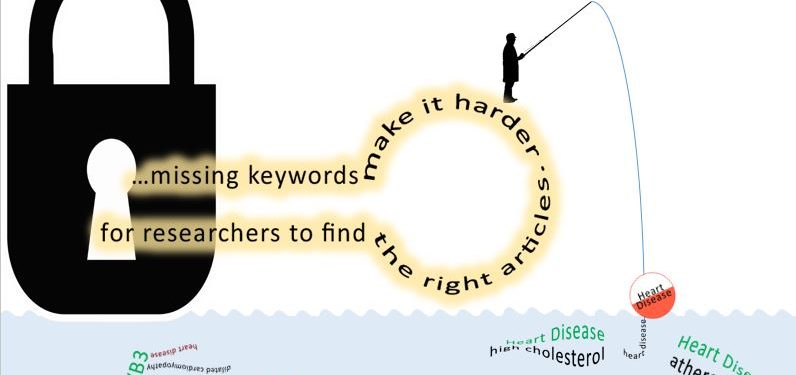 ...missing keywords make it harder
for researchers to find the right articles.
Heart
Disease
heart disease
Heart Disease
high cholesterol
Heart Dis
ather
B3
heart disease
dilated cardiomyopathy